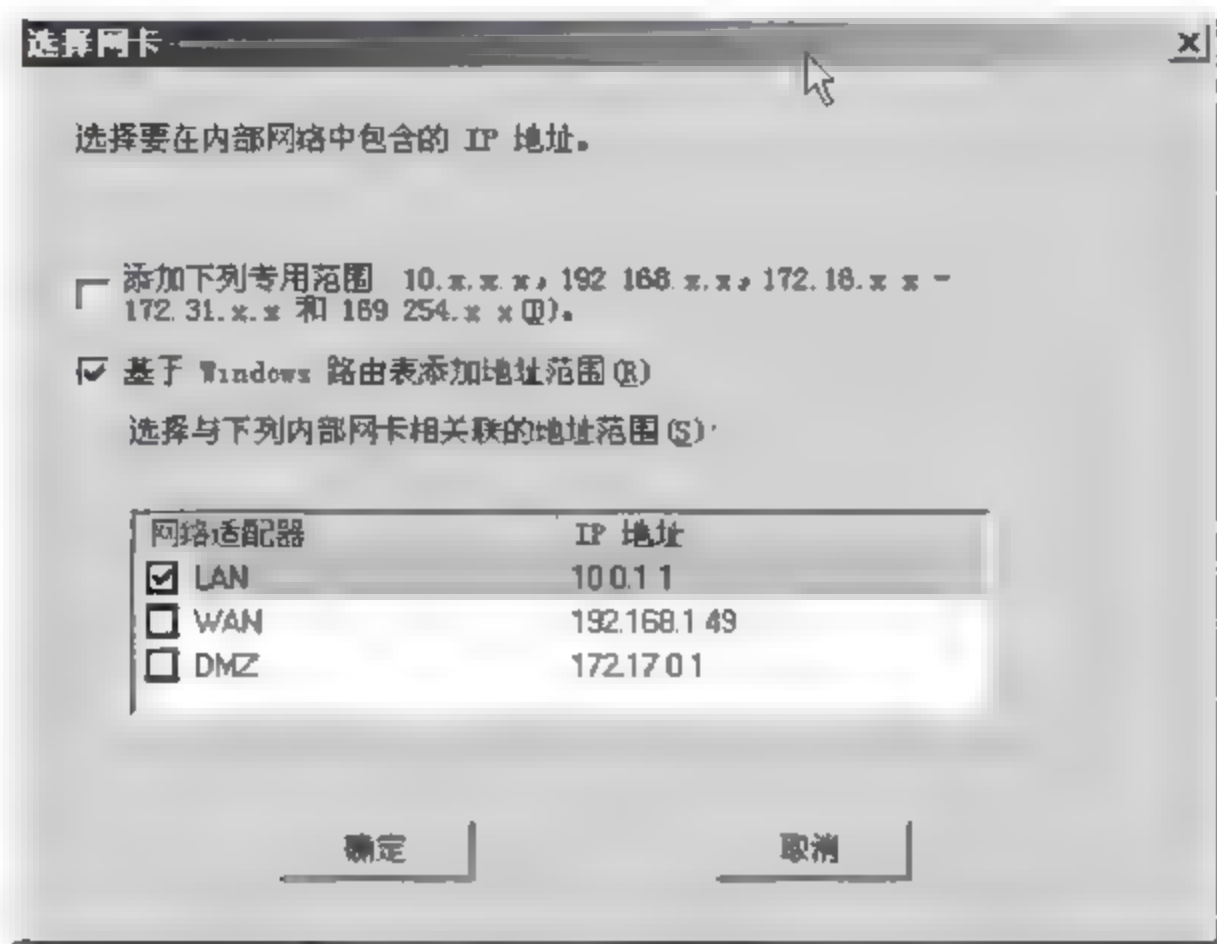 选择网卡
选择要在内部网络中包含的 IP 地址。
添加下列专用范围 10.x.x x, 192 168.x.x, 172.16.x x -
172.31.x.x 和 169 254.x x(D)。
基于 Windows 路由表添加地址范围(R)
选择与下列内部网卡相关联的地址范围(S)
网络适配器 IP 地址
LAN 10 0.1 1
WAN 192.168.1 49
DMZ 172.17 0 1
确定 取消